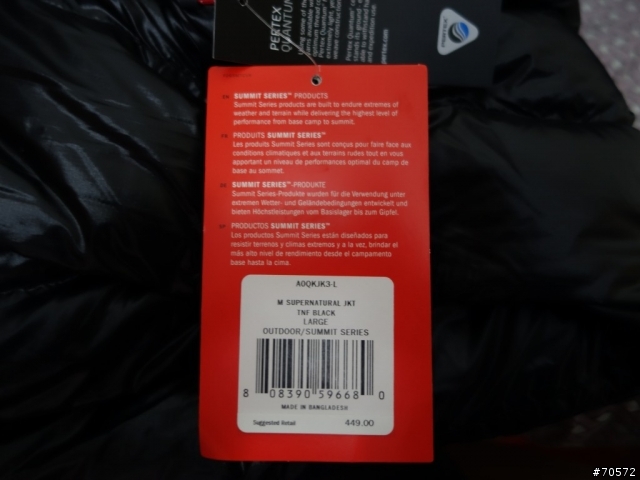 PERTEX
QUANTUM
pertex.com
EN SUMMIT SERIES™ PRODUCTS
Summit Series products are built to endure extremes of
weather and terrain while delivering the highest level of
performance from base camp to summit.
FR PRODUITS SUMMIT SERIES™
Les produits Summit Series sont conçus pour faire face aux
conditions climatiques et aux terrains rudes tout en vous
apportant un niveau de performances optimal du camp de
base au sommet.
DE SUMMIT SERIES™-PRODUKTE
Summit Series-Produkte wurden für die Verwendung unter
extremen Wetter- und Geländebedingungen entwickelt und
bieten Höchstleistungen vom Basislager bis zum Gipfel.
PRODUCTOS SUMMIT SERIES™
Los productos Summit Series están diseñados para
resistir terrenos y climas extremos y a la vez, brindar el
más alto nivel de rendimiento desde el campamento
base hasta la cima.
A0QKJK3-L
M SUPERNATURAL JKT
TNF BLACK
LARGE
OUTDOOR/SUMMIT SERIES
8 08390 59668 0
MADE IN BANGLADESH
Suggested Retail 449.00
#70572